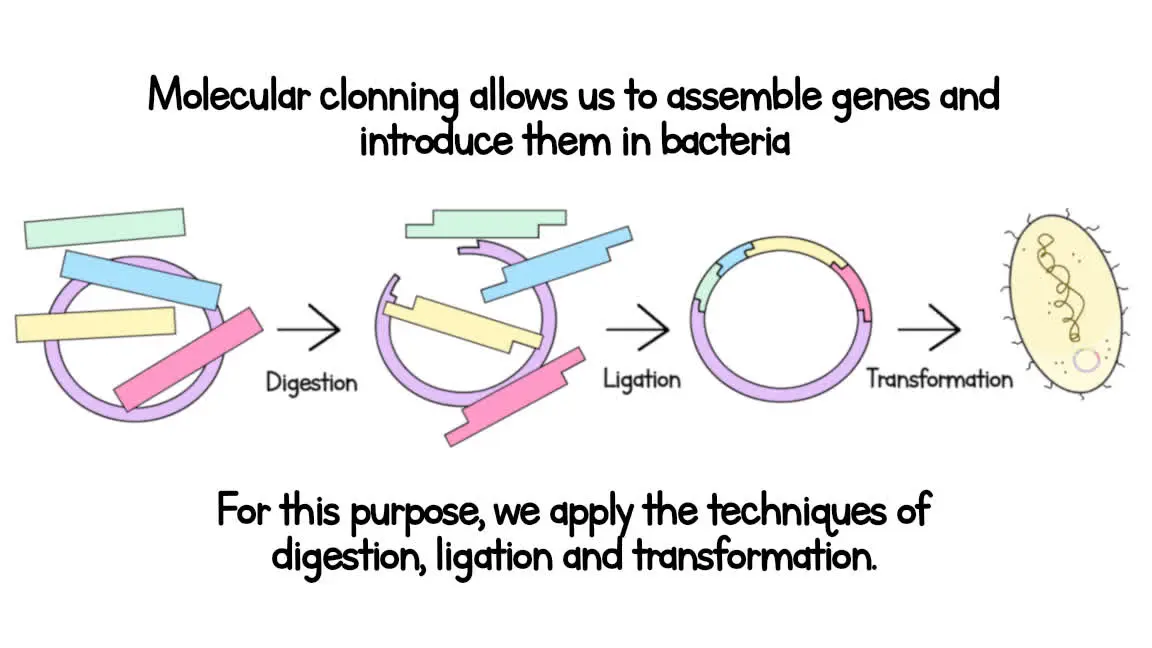 Molecular clonning allows us to assemble genes and
introduce them in bacteria
Digestion
Ligation
Transformation
For this purpose, we apply the techniques of
digestion, ligation and transformation.